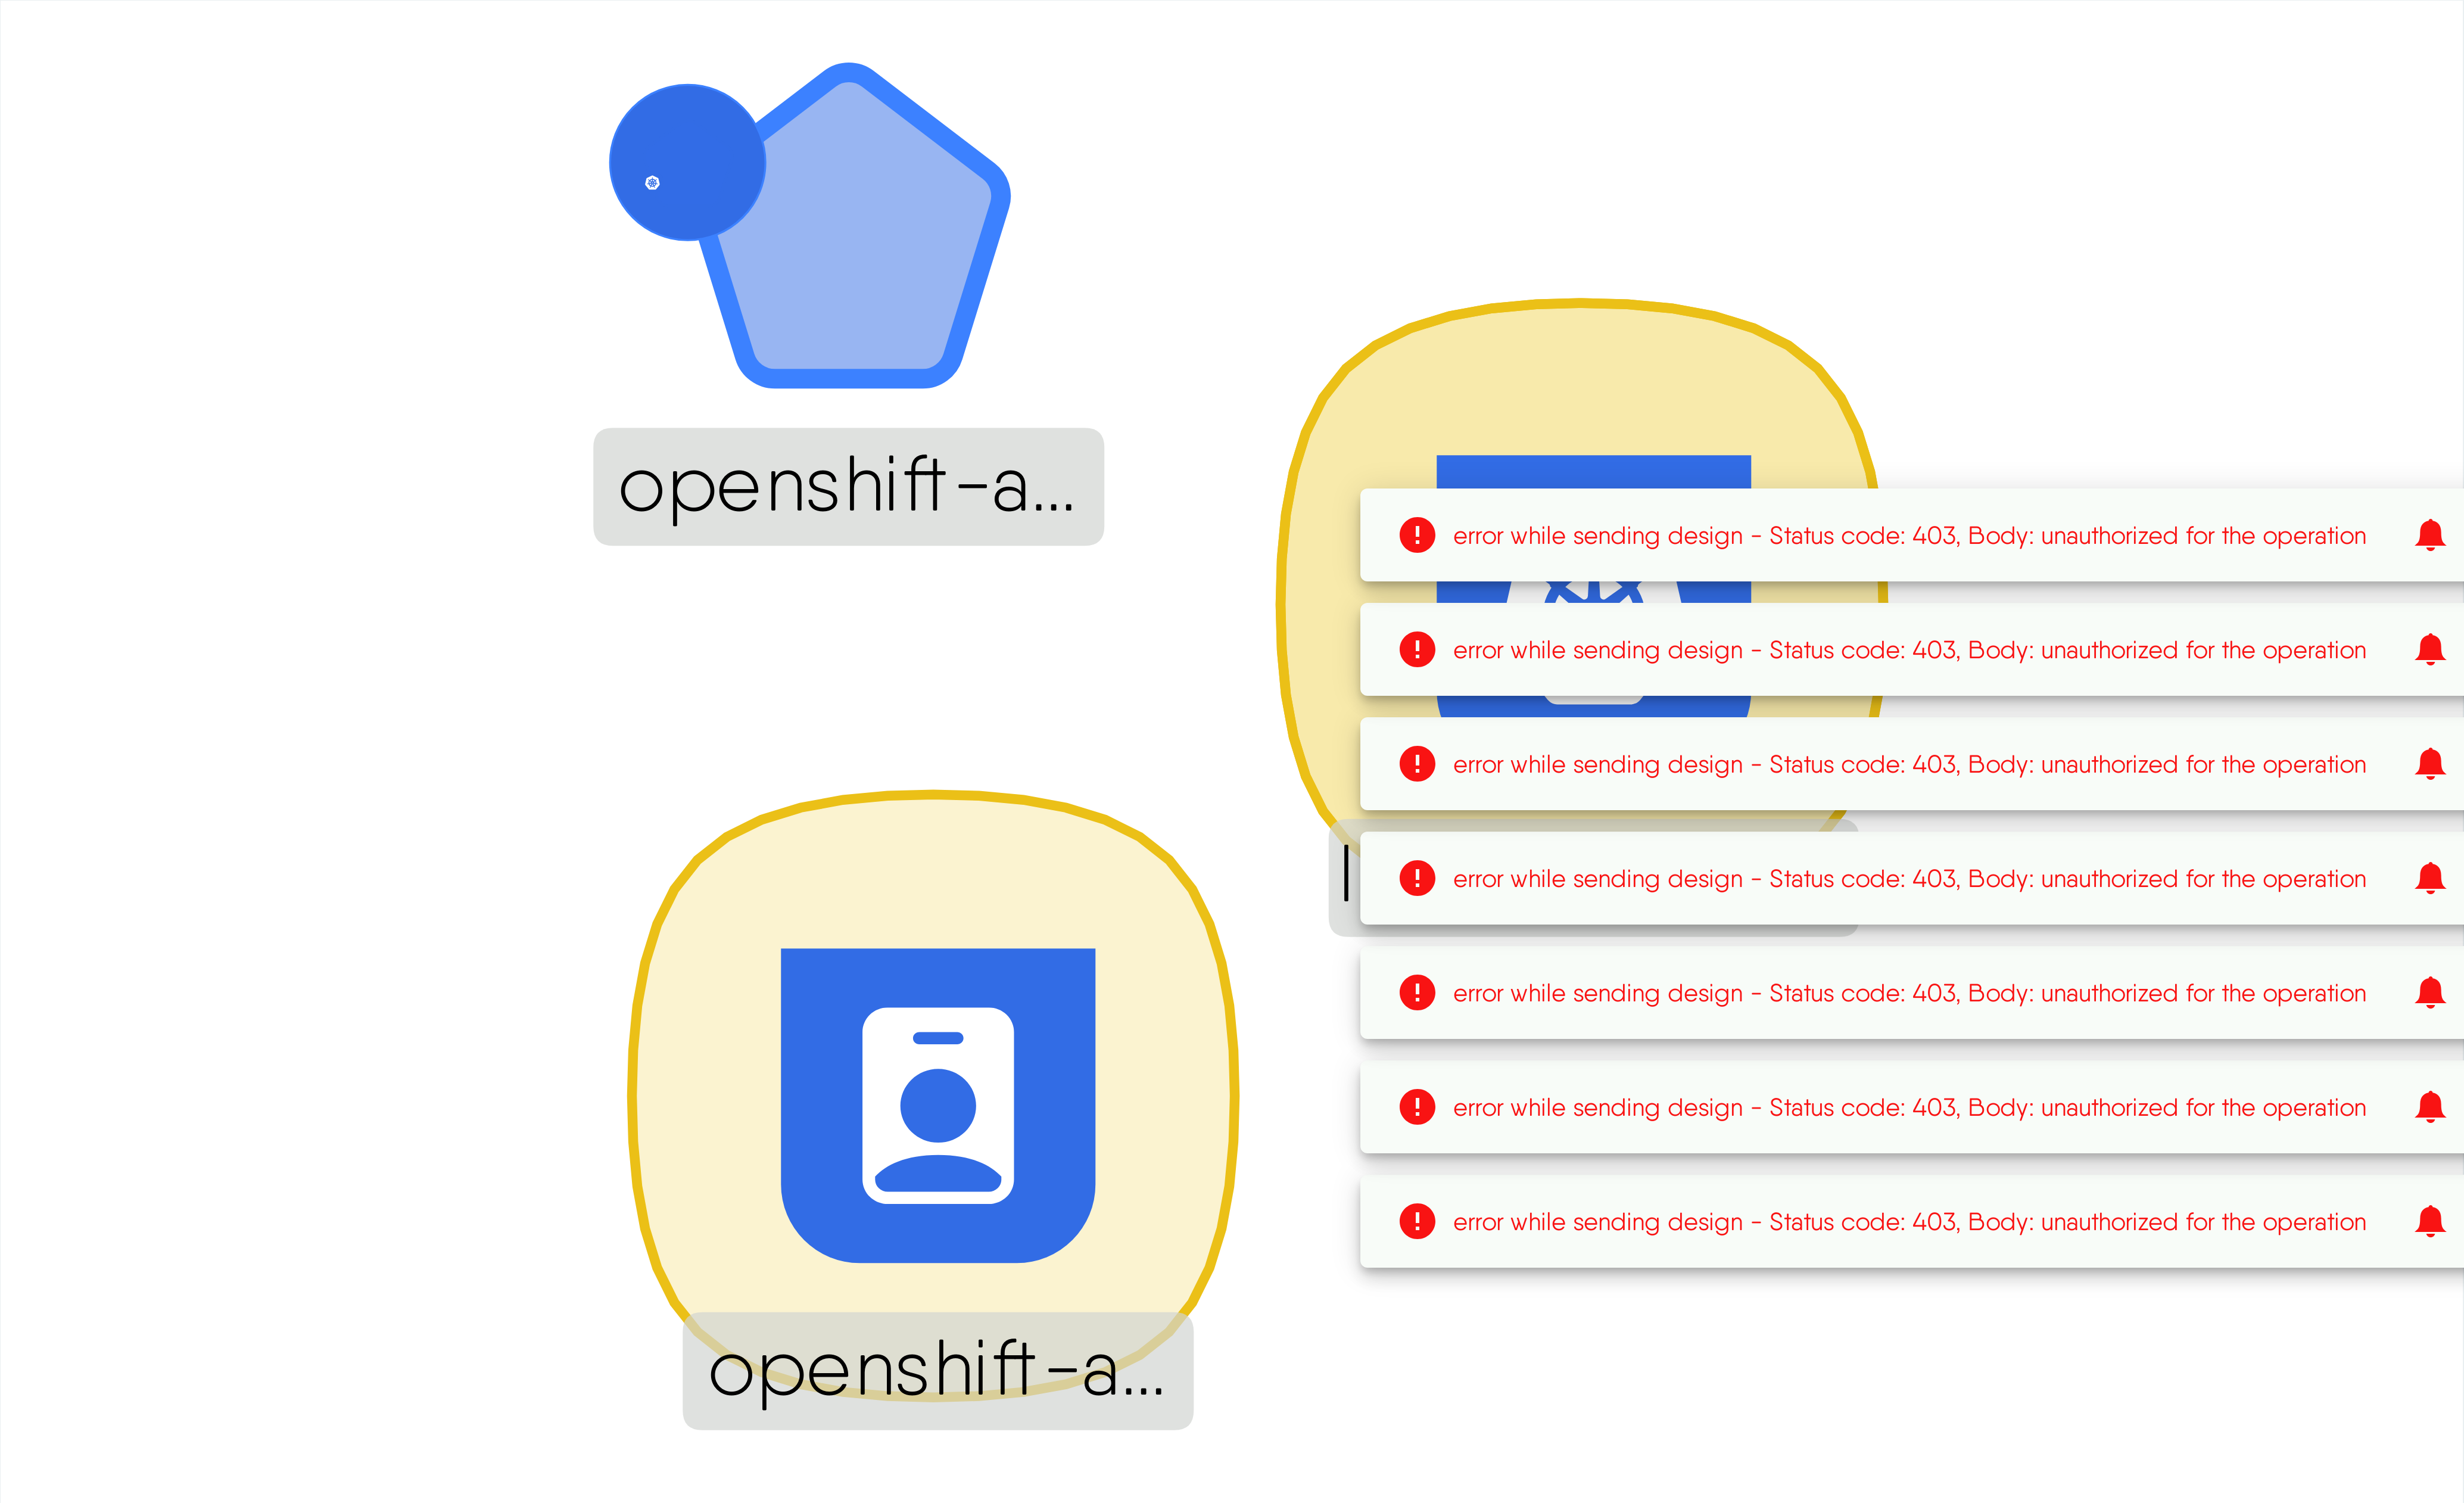 openshift-a...
error while sending design - Status code: 403, Body: unauthorized for the operation
error while sending design - Status code: 403, Body: unauthorized for the operation
error while sending design - Status code: 403, Body: unauthorized for the operation
error while sending design - Status code: 403, Body: unauthorized for the operation
error while sending design - Status code: 403, Body: unauthorized for the operation
error while sending design - Status code: 403, Body: unauthorized for the operation
error while sending design - Status code: 403, Body: unauthorized for the operation
openshift-a...